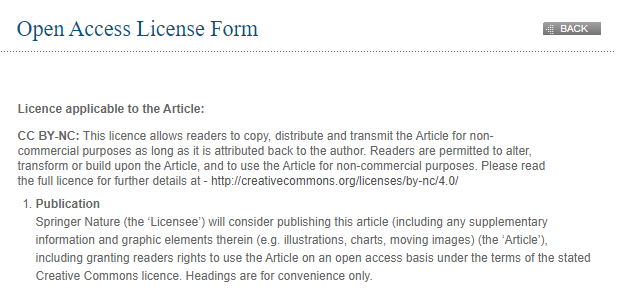 Open Access License Form
BACK
Licence applicable to the Article:
CC BY-NC: This licence allows readers to copy, distribute and transmit the Article for non-
commercial purposes as long as it is attributed back to the author. Readers are permitted to alter,
transform or build upon the Article, and to use the Article for non-commercial purposes. Please read
the full licence for further details at - http://creativecommons.org/licenses/by-nc/4.0/
1. Publication
Springer Nature (the ‘Licensee’) will consider publishing this article (including any supplementary
information and graphic elements therein (e.g. illustrations, charts, moving images) (the ‘Article’),
including granting readers rights to use the Article on an open access basis under the terms of the stated
Creative Commons licence. Headings are for convenience only.